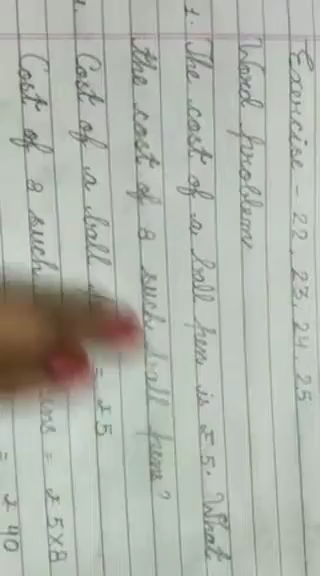 Exercise - 22, 23, 24, 25
Word problem
1. The cost of a ball pen is ₹ 5. What
the cost of 8 such ball pens?
Cost of a ball = ₹5
Cost of 8 such = ₹5×8
= ₹40